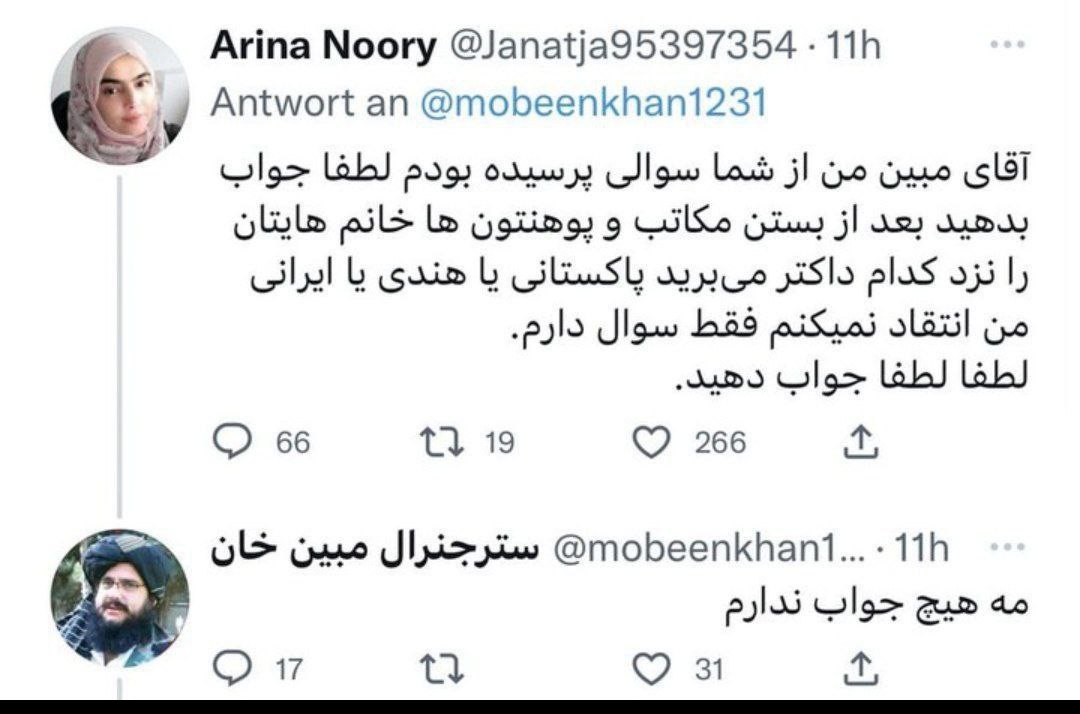 Arina Noory @Janatja95397354 · 11h
Antwort an @mobeenkhan1231
آقای مبین من از شما سوالی پرسیده بودم لطفا جواب
بدهید بعد از بستن مکاتب و پوهنتون ها خانم هایتان
را نزد کدام داکتر می‌برید پاکستانی یا هندی یا ایرانی
من انتقاد نمیکنم فقط سوال دارم.
لطفا لطفا جواب دهید.
66 19 266
سترجنرال مبین خان @mobeenkhan1... · 11h
مه هیچ جواب ندارم
17 31